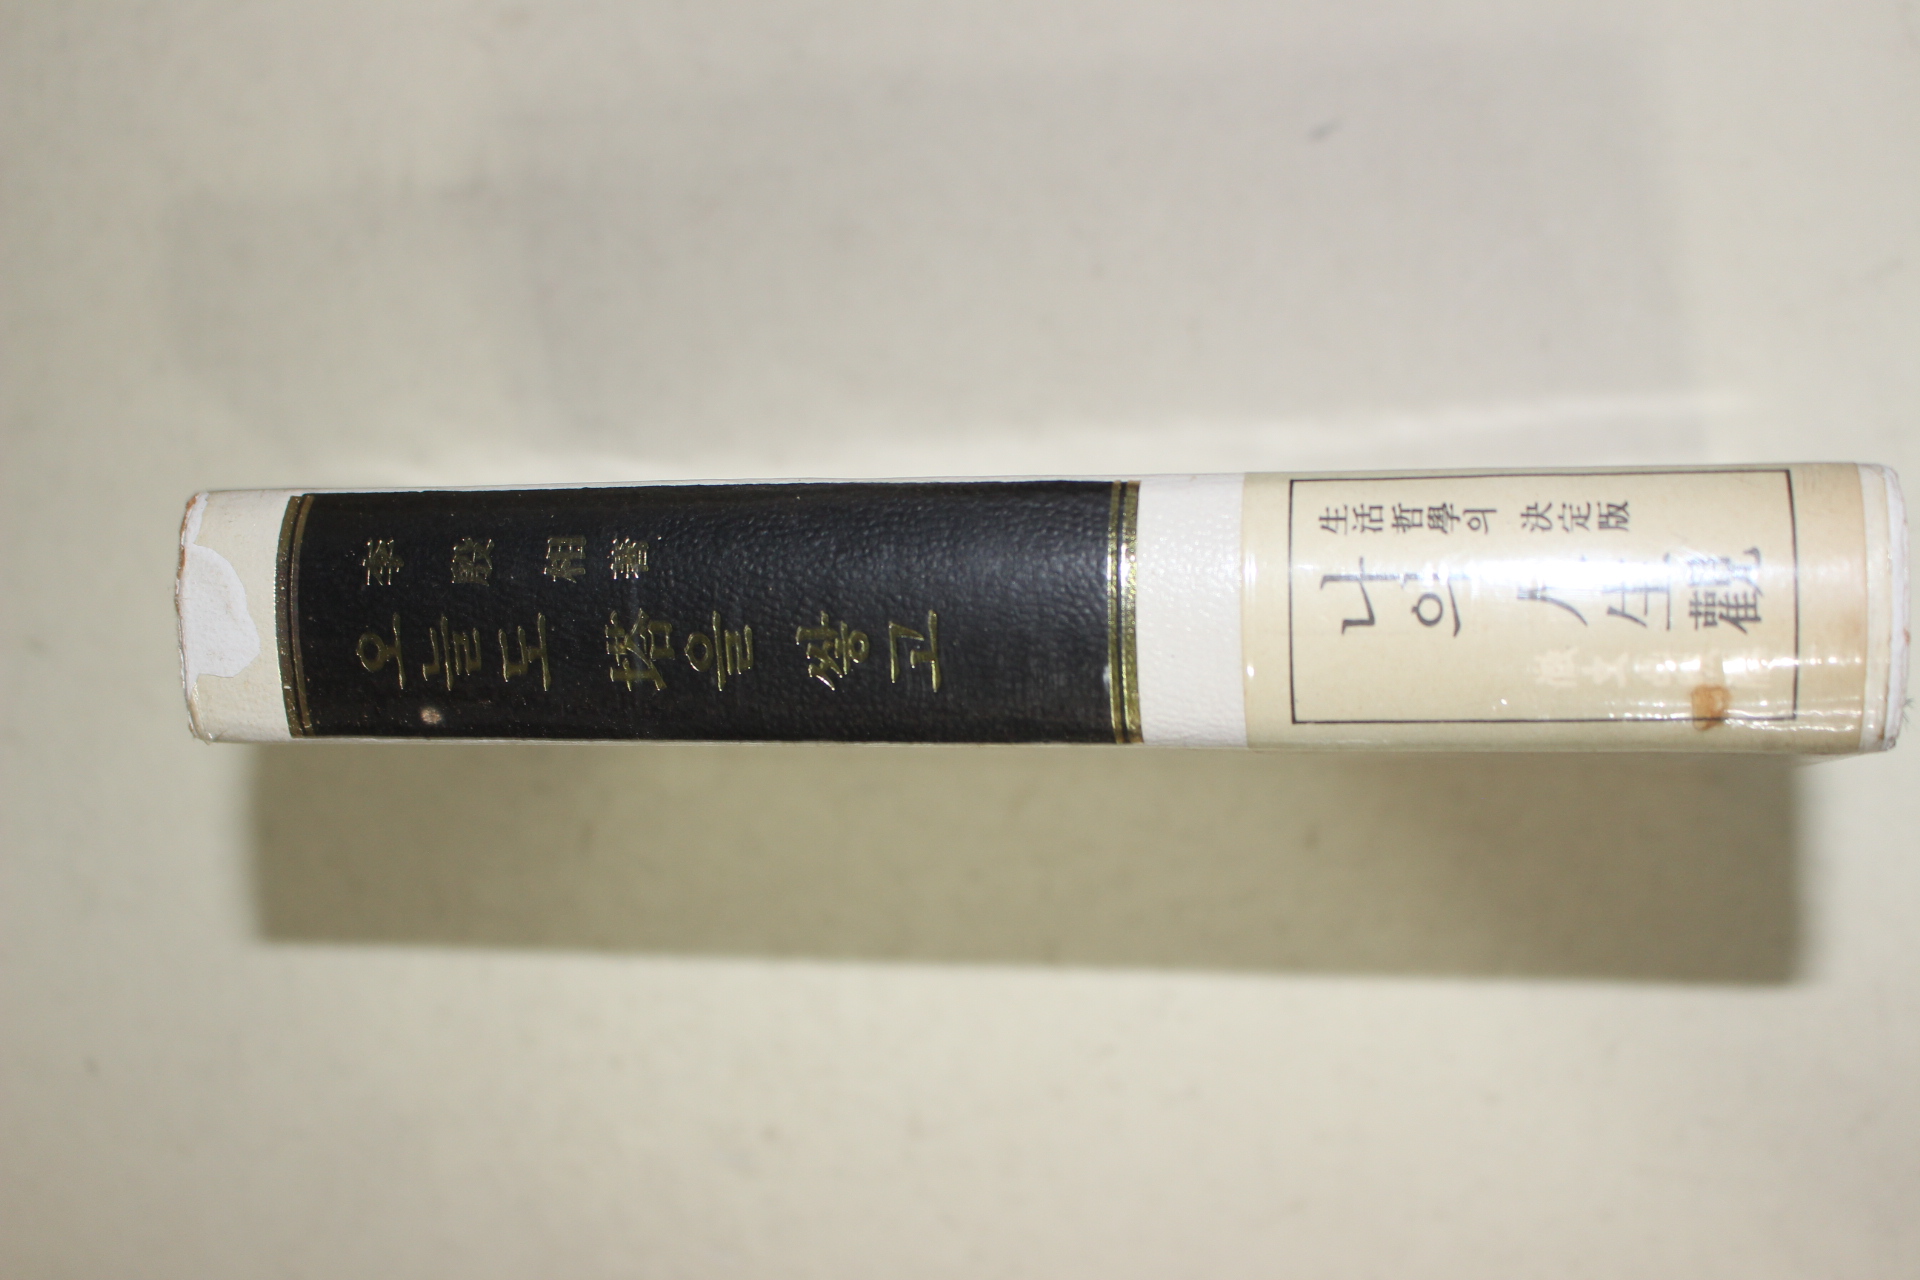 李殷相 著
오늘도 塔을 쌓고
生活哲學의 決定版
나의 人生觀